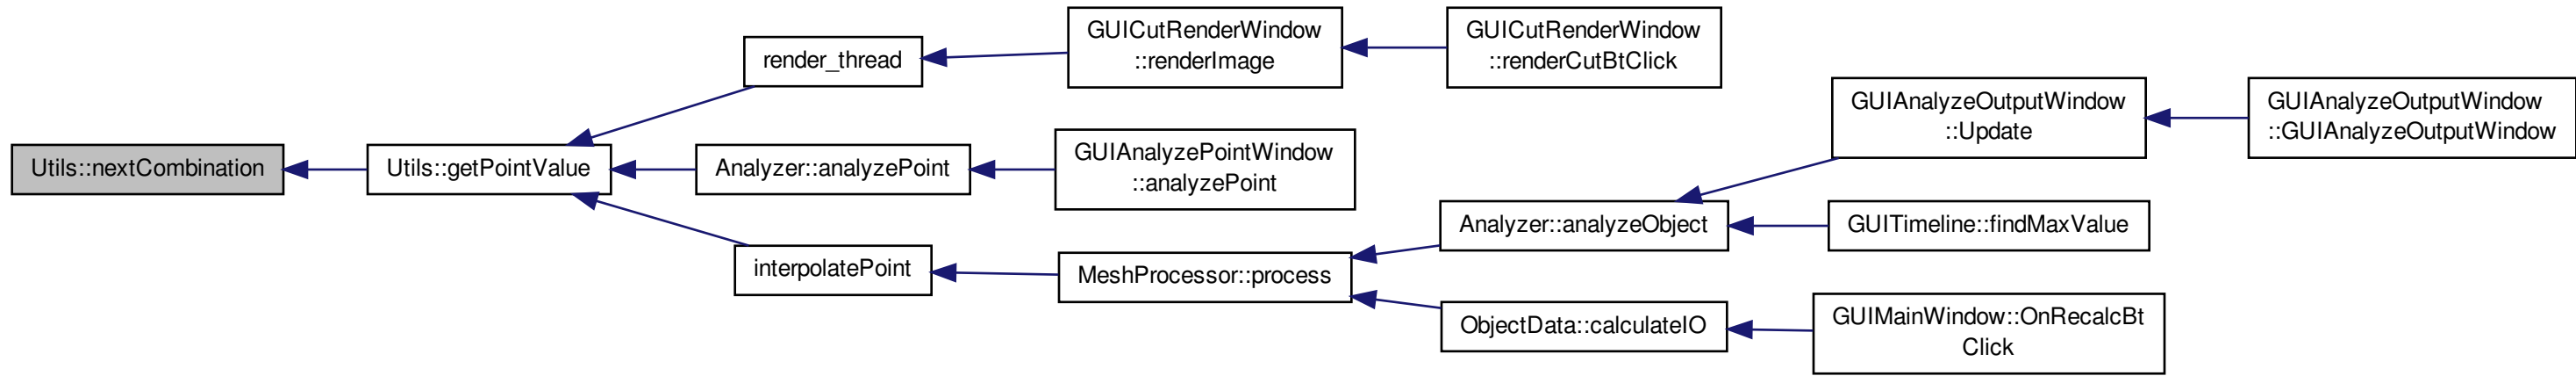 Utils::nextCombination
Utils::getPointValue
render_thread
GUICutRenderWindow
::renderImage
GUICutRenderWindow
::renderCutBtClick
Analyzer::analyzePoint
GUIAnalyzePointWindow
::analyzePoint
interpolatePoint
MeshProcessor::process
Analyzer::analyzeObject
GUIAnalyzeOutputWindow
::Update
GUIAnalyzeOutputWindow
::GUIAnalyzeOutputWindow
GUITimeline::findMaxValue
ObjectData::calculateIO
GUIMainWindow::OnRecalcBt
Click